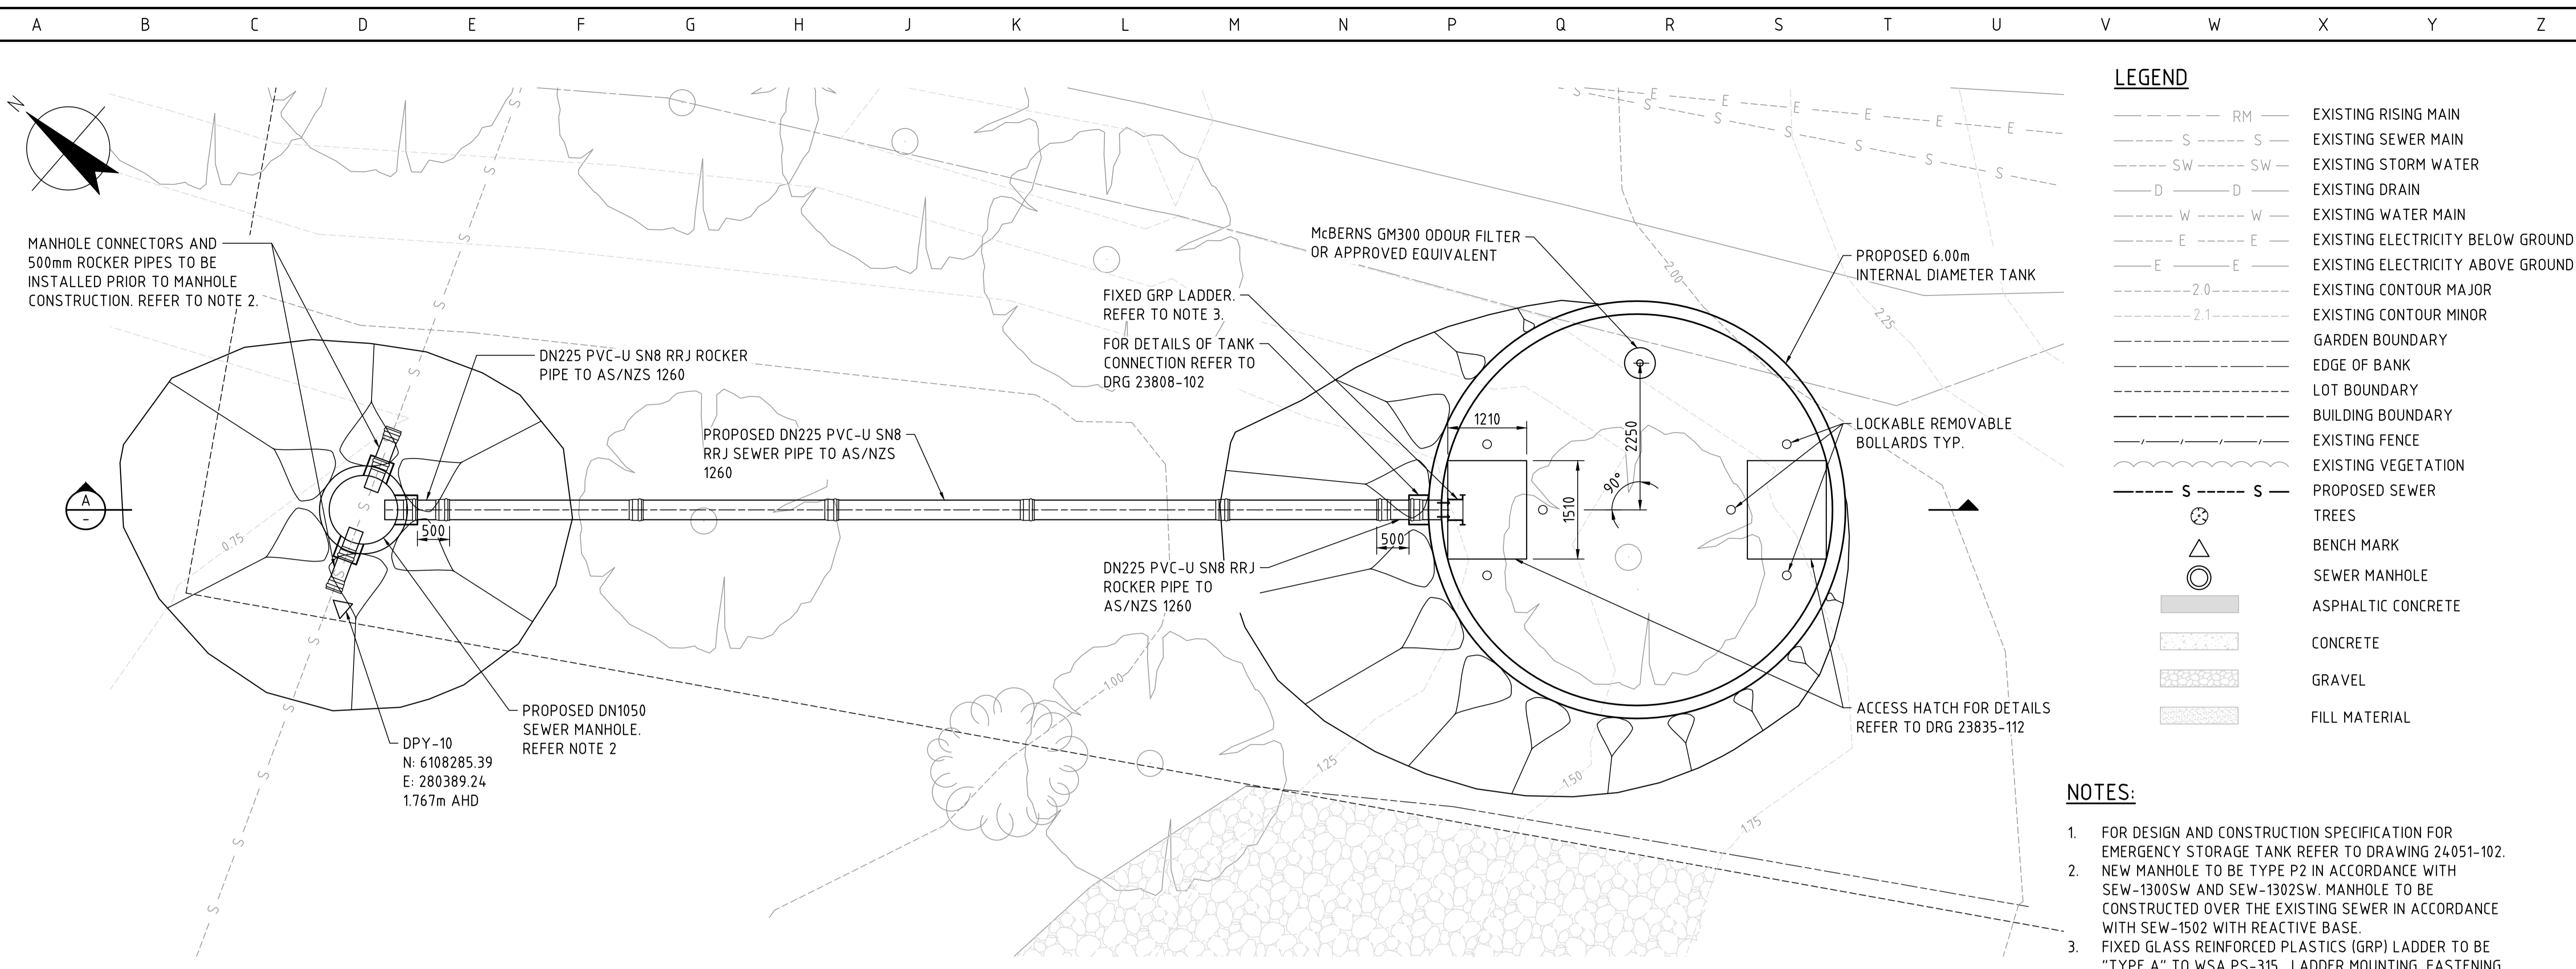 A B C D E F G H J K L M N P Q R S T U V W X Y Z
N
MANHOLE CONNECTORS AND
500mm ROCKER PIPES TO BE
INSTALLED PRIOR TO MANHOLE
CONSTRUCTION. REFER TO NOTE 2.
DN225 PVC-U SN8 RRJ ROCKER
PIPE TO AS/NZS 1260
PROPOSED DN225 PVC-U SN8
RRJ SEWER PIPE TO AS/NZS
1260
A
-
0.75
500
PROPOSED DN1050
SEWER MANHOLE.
REFER NOTE 2
DPY-10
N: 6108285.39
E: 280389.24
1.767m AHD
McBERNS GM300 ODOUR FILTER
OR APPROVED EQUIVALENT
FIXED GRP LADDER.
REFER TO NOTE 3.
FOR DETAILS OF TANK
CONNECTION REFER TO
DRG 23808-102
PROPOSED 6.00m
INTERNAL DIAMETER TANK
2.00
2.25
1210
2250
90°
1510
500
LOCKABLE REMOVABLE
BOLLARDS TYP.
DN225 PVC-U SN8 RRJ
ROCKER PIPE TO
AS/NZS 1260
1.00
1.25
1.50
1.75
ACCESS HATCH FOR DETAILS
REFER TO DRG 23835-112
S S S S S S S S S S
S S S S S S
E E E E E E
LEGEND
RM EXISTING RISING MAIN
S S EXISTING SEWER MAIN
SW SW EXISTING STORM WATER
D D EXISTING DRAIN
W W EXISTING WATER MAIN
E E EXISTING ELECTRICITY BELOW GROUND
E E EXISTING ELECTRICITY ABOVE GROUND
2.0 EXISTING CONTOUR MAJOR
2.1 EXISTING CONTOUR MINOR
GARDEN BOUNDARY
EDGE OF BANK
LOT BOUNDARY
BUILDING BOUNDARY
EXISTING FENCE
EXISTING VEGETATION
S S PROPOSED SEWER
TREES
BENCH MARK
SEWER MANHOLE
ASPHALTIC CONCRETE
CONCRETE
GRAVEL
FILL MATERIAL
NOTES:
1. FOR DESIGN AND CONSTRUCTION SPECIFICATION FOR
EMERGENCY STORAGE TANK REFER TO DRAWING 24051-102.
2. NEW MANHOLE TO BE TYPE P2 IN ACCORDANCE WITH
SEW-1300SW AND SEW-1302SW. MANHOLE TO BE
CONSTRUCTED OVER THE EXISTING SEWER IN ACCORDANCE
WITH SEW-1502 WITH REACTIVE BASE.
3. FIXED GLASS REINFORCED PLASTICS (GRP) LADDER TO BE
"TYPE A" TO WSA PS-315. LADDER MOUNTING, FASTENING